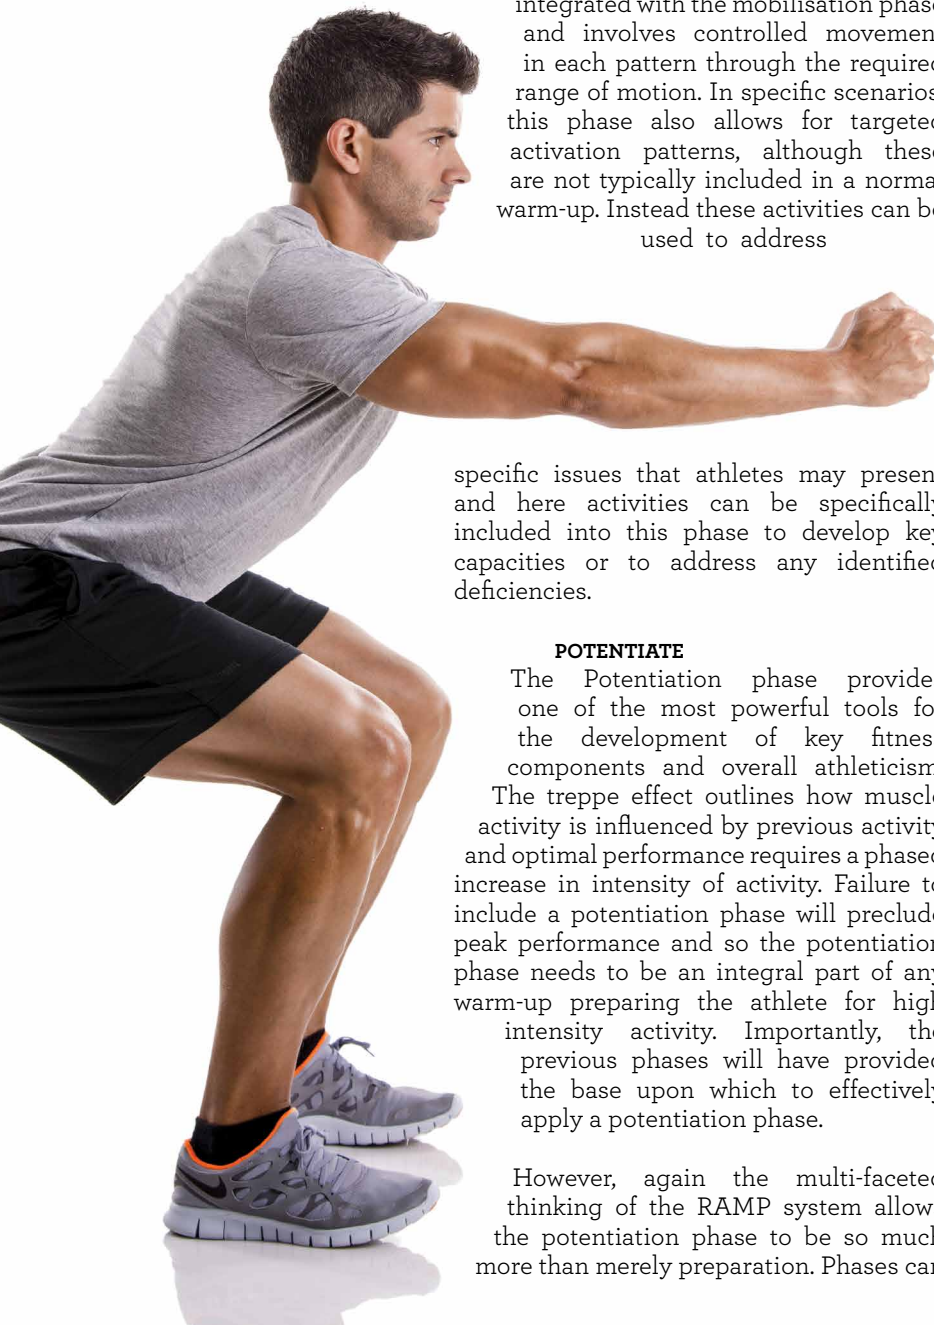 integrated with the mobilisation phase
and involves controlled movemen
in each pattern through the required
range of motion. In specific scenarios
this phase also allows for targeted
activation patterns, although these
are not typically included in a norma
warm-up. Instead these activities can be
used to address
specific issues that athletes may presen
and here activities can be specifically
included into this phase to develop key
capacities or to address any identified
deficiencies.
POTENTIATE
The Potentiation phase provide
one of the most powerful tools fo
the development of key fitnes
components and overall athleticism
The treppe effect outlines how muscle
activity is influenced by previous activity
and optimal performance requires a phased
increase in intensity of activity. Failure to
include a potentiation phase will preclude
peak performance and so the potentiation
phase needs to be an integral part of any
warm-up preparing the athlete for high
intensity activity. Importantly, the
previous phases will have provided
the base upon which to effectively
apply a potentiation phase.
However, again the multi-faceted
thinking of the RAMP system allow
the potentiation phase to be so much
more than merely preparation. Phases can